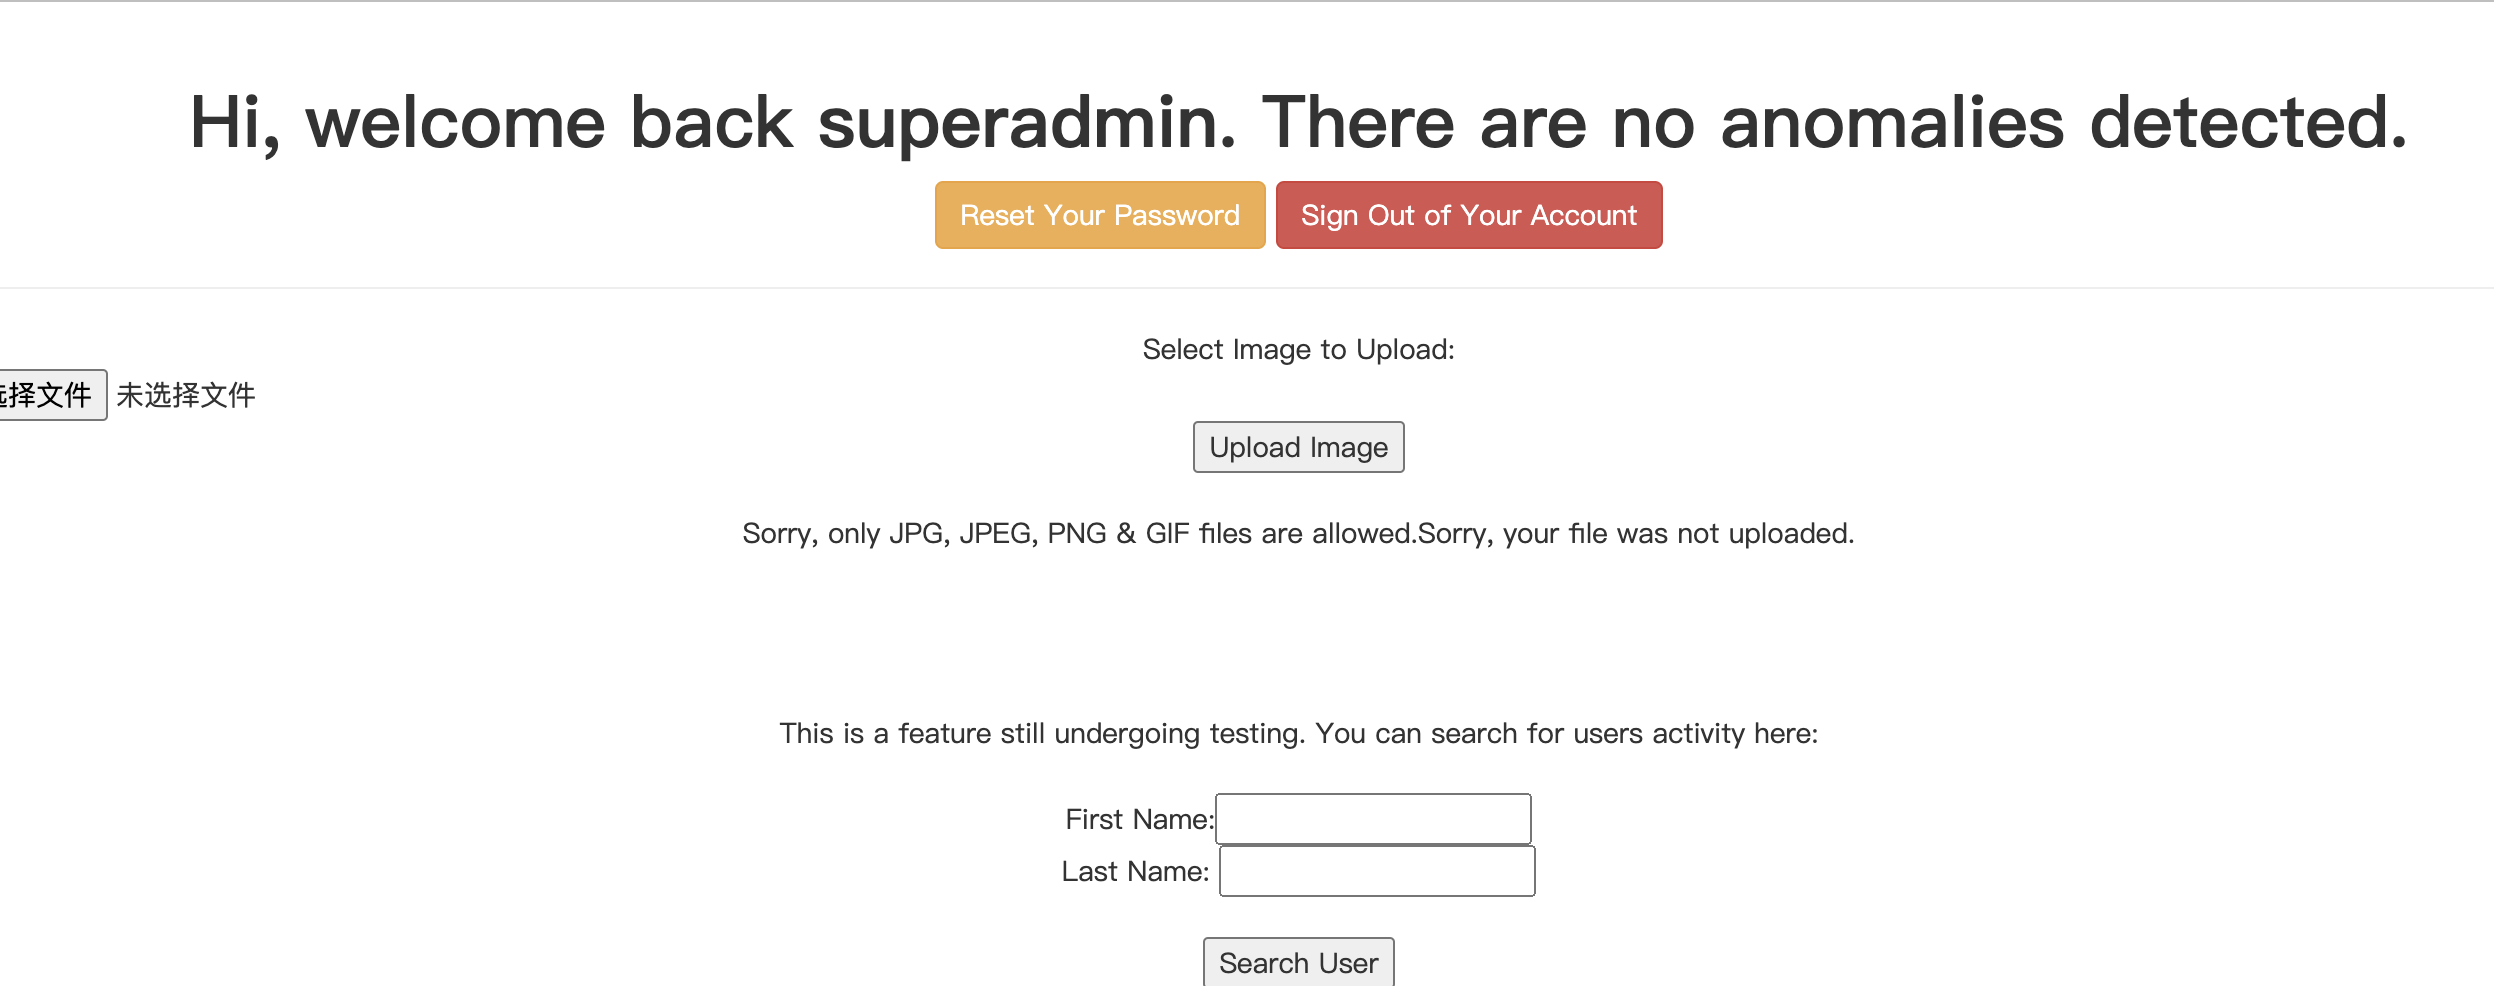 Hi, welcome back superadmin. There are no anomalies detected.
Reset Your Password Sign Out of Your Account
Select Image to Upload:
选择文件 未选择文件
Upload Image
Sorry, only JPG, JPEG, PNG & GIF files are allowed.Sorry, your file was not uploaded.
This is a feature still undergoing testing. You can search for users activity here:
First Name:
Last Name:
Search User